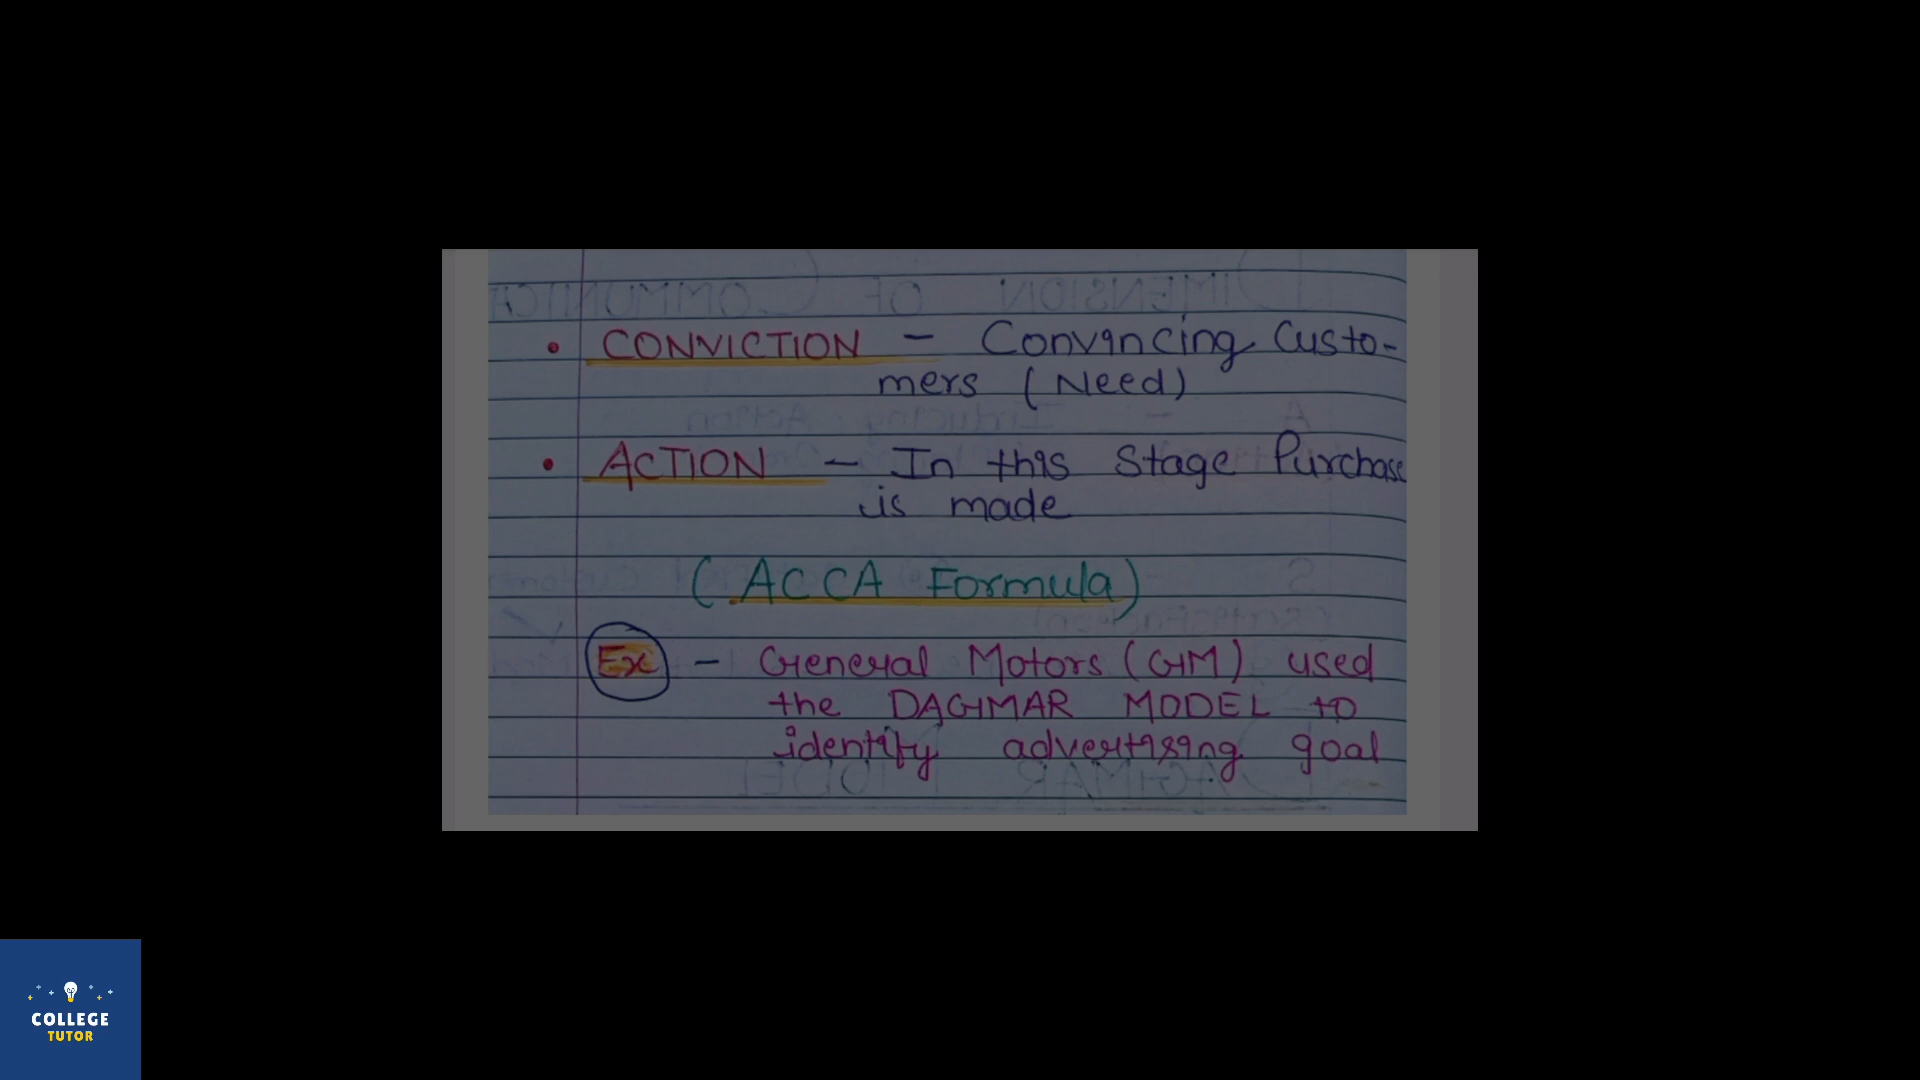 • CONVICTION - Convincing Custo-
mers (Need)
• ACTION - In this Stage Purchase
is made
(ACCA Formula)
Ex - General Motors (GM) used
the DAGMAR MODEL to
identify advertising goal
COLLEGE
TUTOR